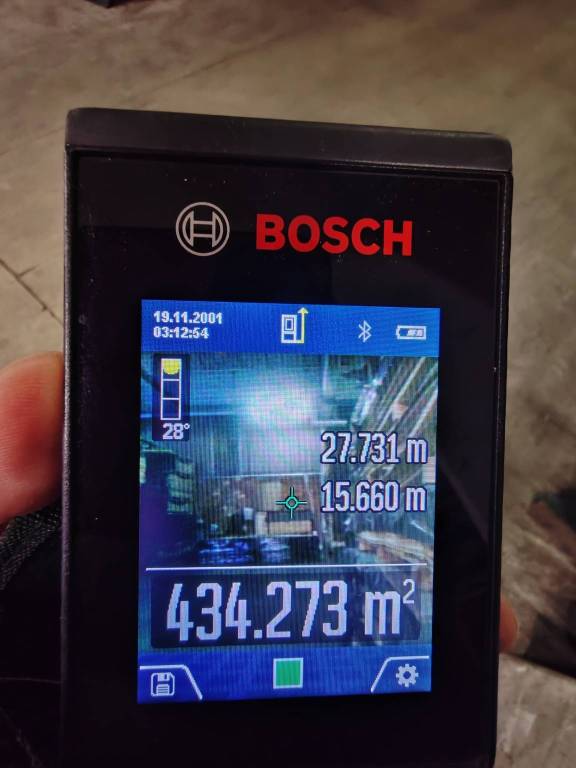 BOSCH
19.11.2001
03:12:54
28°
27.731 m
15.660 m
434.273 m²